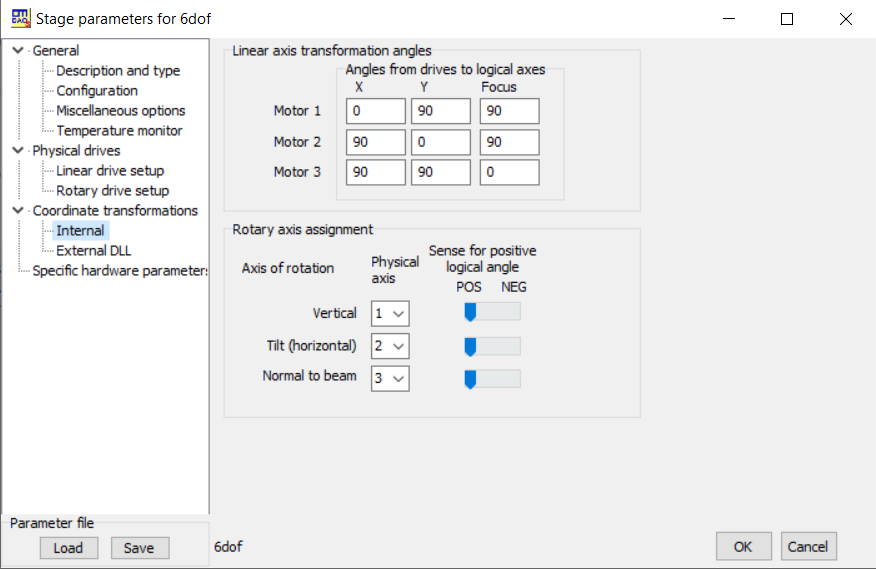 Stage parameters for 6dof
General
Description and type
Configuration
Miscellaneous options
Temperature monitor
Physical drives
Linear drive setup
Rotary drive setup
Coordinate transformations
Internal
External DLL
Specific hardware parameters
Parameter file
Load Save
Linear axis transformation angles
Angles from drives to logical axes
X Y Focus
Motor 1 0 90 90
Motor 2 90 0 90
Motor 3 90 90 0
Rotary axis assignment
Axis of rotation
Physical
axis
Sense for positive
logical angle
POS NEG
Vertical 1
Tilt (horizontal) 2
Normal to beam 3
6dof
OK Cancel